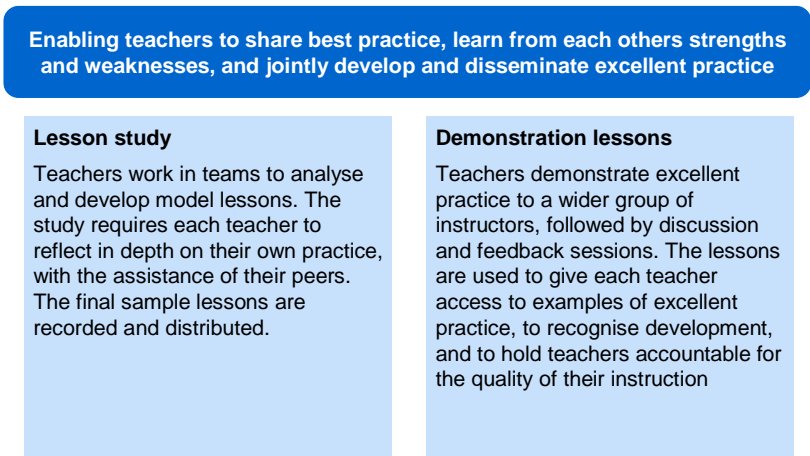 Enabling teachers to share best practice, learn from each others strengths
and weaknesses, and jointly develop and disseminate excellent practice
Lesson study
Teachers work in teams to analyse
and develop model lessons. The
study requires each teacher to
reflect in depth on their own practice,
with the assistance of their peers.
The final sample lessons are
recorded and distributed.
Demonstration lessons
Teachers demonstrate excellent
practice to a wider group of
instructors, followed by discussion
and feedback sessions. The lessons
are used to give each teacher
access to examples of excellent
practice, to recognise development,
and to hold teachers accountable for
the quality of their instruction